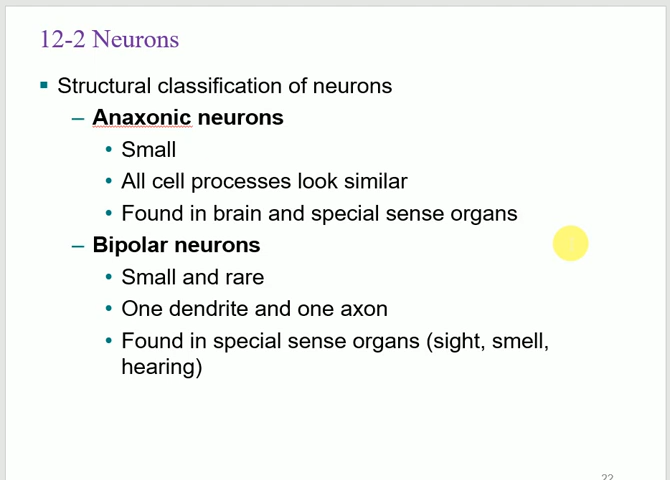 12-2 Neurons
Structural classification of neurons
– Anaxonic neurons
• Small
• All cell processes look similar
• Found in brain and special sense organs
– Bipolar neurons
• Small and rare
• One dendrite and one axon
• Found in special sense organs (sight, smell,
hearing)
22